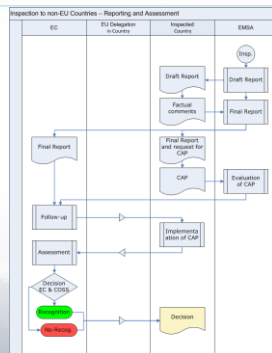 Inspection to non-EU Countries – Reporting and Assessment
EC
EU Delegation
in Country
Inspected
Country
EMSA
Insp.
Draft Report
Draft Report
Factual
comments
Final Report
Final Report
Final Report
and request for
CAP
CAP
Evaluation
of CAP
Follow-up
Implementa
ation of CAP
Assessment
Decision
EC & COSS
Recognition
No-Recog.
Decision